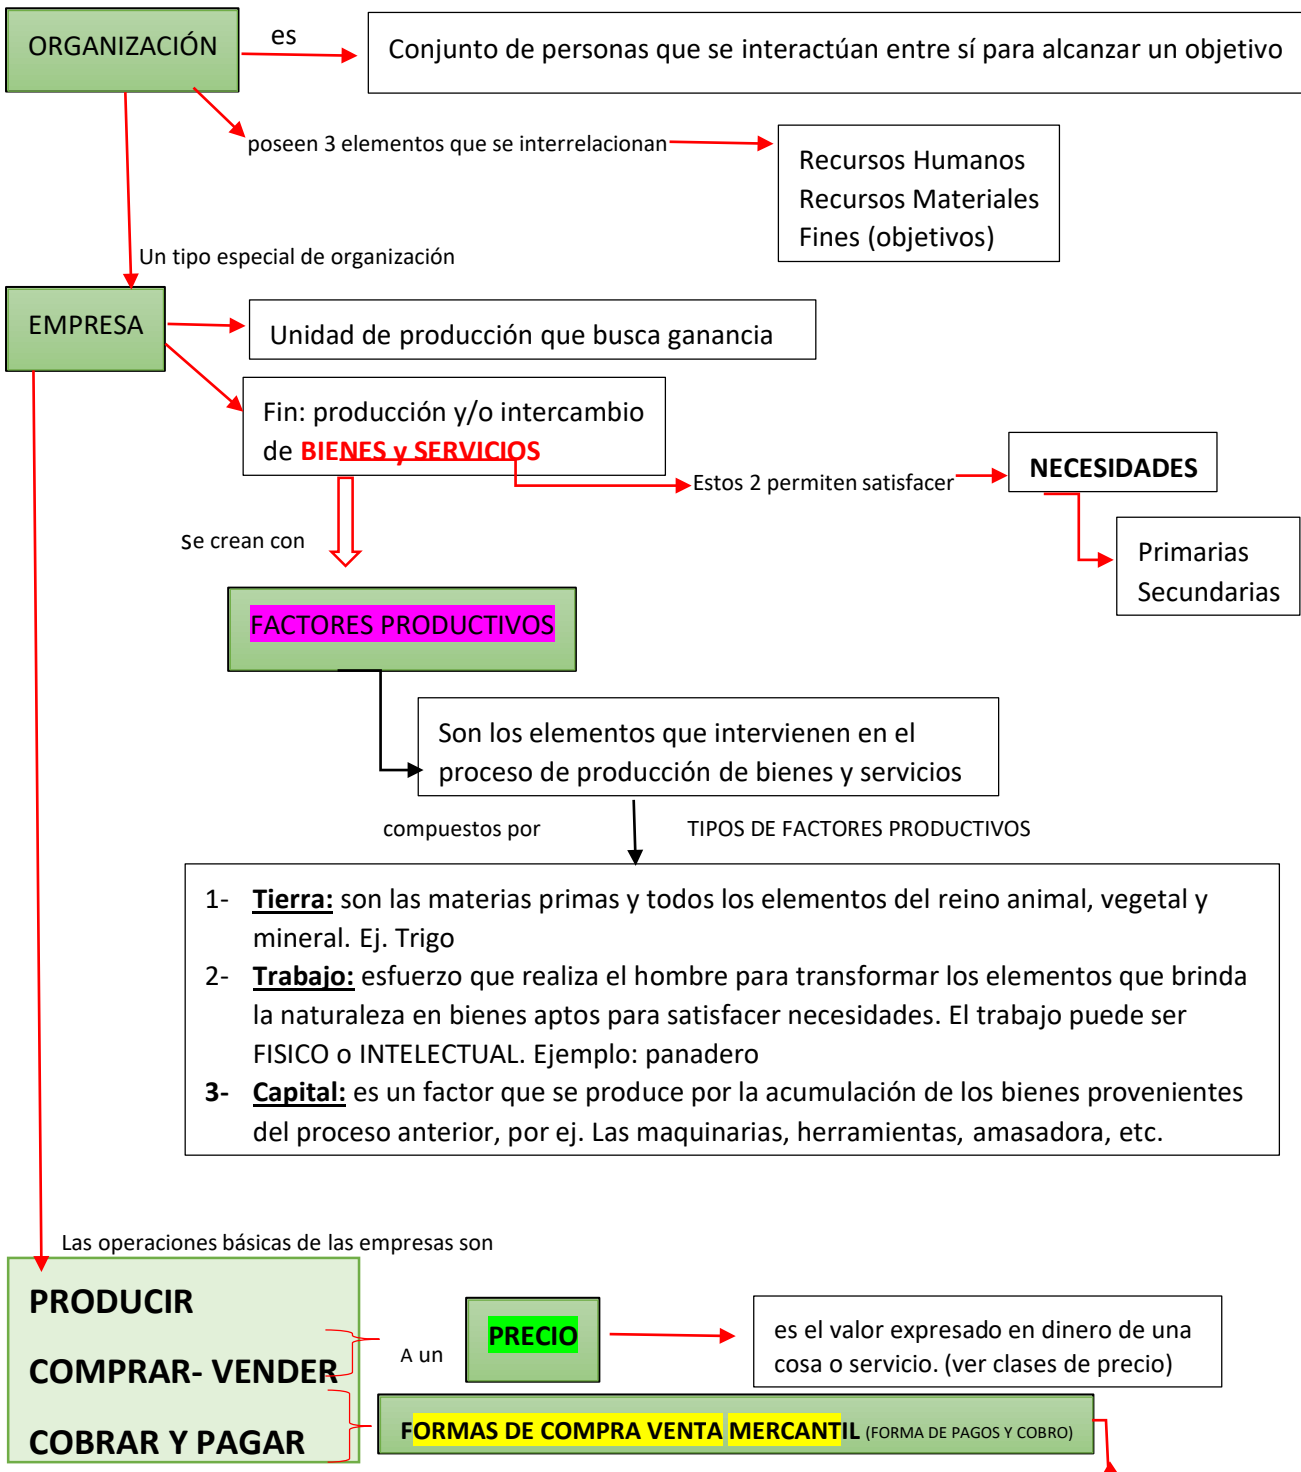 ORGANIZACIÓN
es
Conjunto de personas que se interactúan entre sí para alcanzar un objetivo
poseen 3 elementos que se interrelacionan
Recursos Humanos
Recursos Materiales
Fines (objetivos)
Un tipo especial de organización
EMPRESA
Unidad de producción que busca ganancia
Fin: producción y/o intercambio
de BIENES y SERVICIOS
Estos 2 permiten satisfacer
NECESIDADES
Primarias
Secundarias
se crean con
FACTORES PRODUCTIVOS
Son los elementos que intervienen en el
proceso de producción de bienes y servicios
compuestos por
TIPOS DE FACTORES PRODUCTIVOS
1- Tierra: son las materias primas y todos los elementos del reino animal, vegetal y
mineral. Ej. Trigo
2- Trabajo: esfuerzo que realiza el hombre para transformar los elementos que brinda
la naturaleza en bienes aptos para satisfacer necesidades. El trabajo puede ser
FISICO o INTELECTUAL. Ejemplo: panadero
3- Capital: es un factor que se produce por la acumulación de los bienes provenientes
del proceso anterior, por ej. Las maquinarias, herramientas, amasadora, etc.
Las operaciones básicas de las empresas son
PRODUCIR
COMPRAR- VENDER
COBRAR Y PAGAR
A un
PRECIO
es el valor expresado en dinero de una
cosa o servicio. (ver clases de precio)
FORMAS DE COMPRA VENTA MERCANTIL (FORMA DE PAGOS Y COBRO)